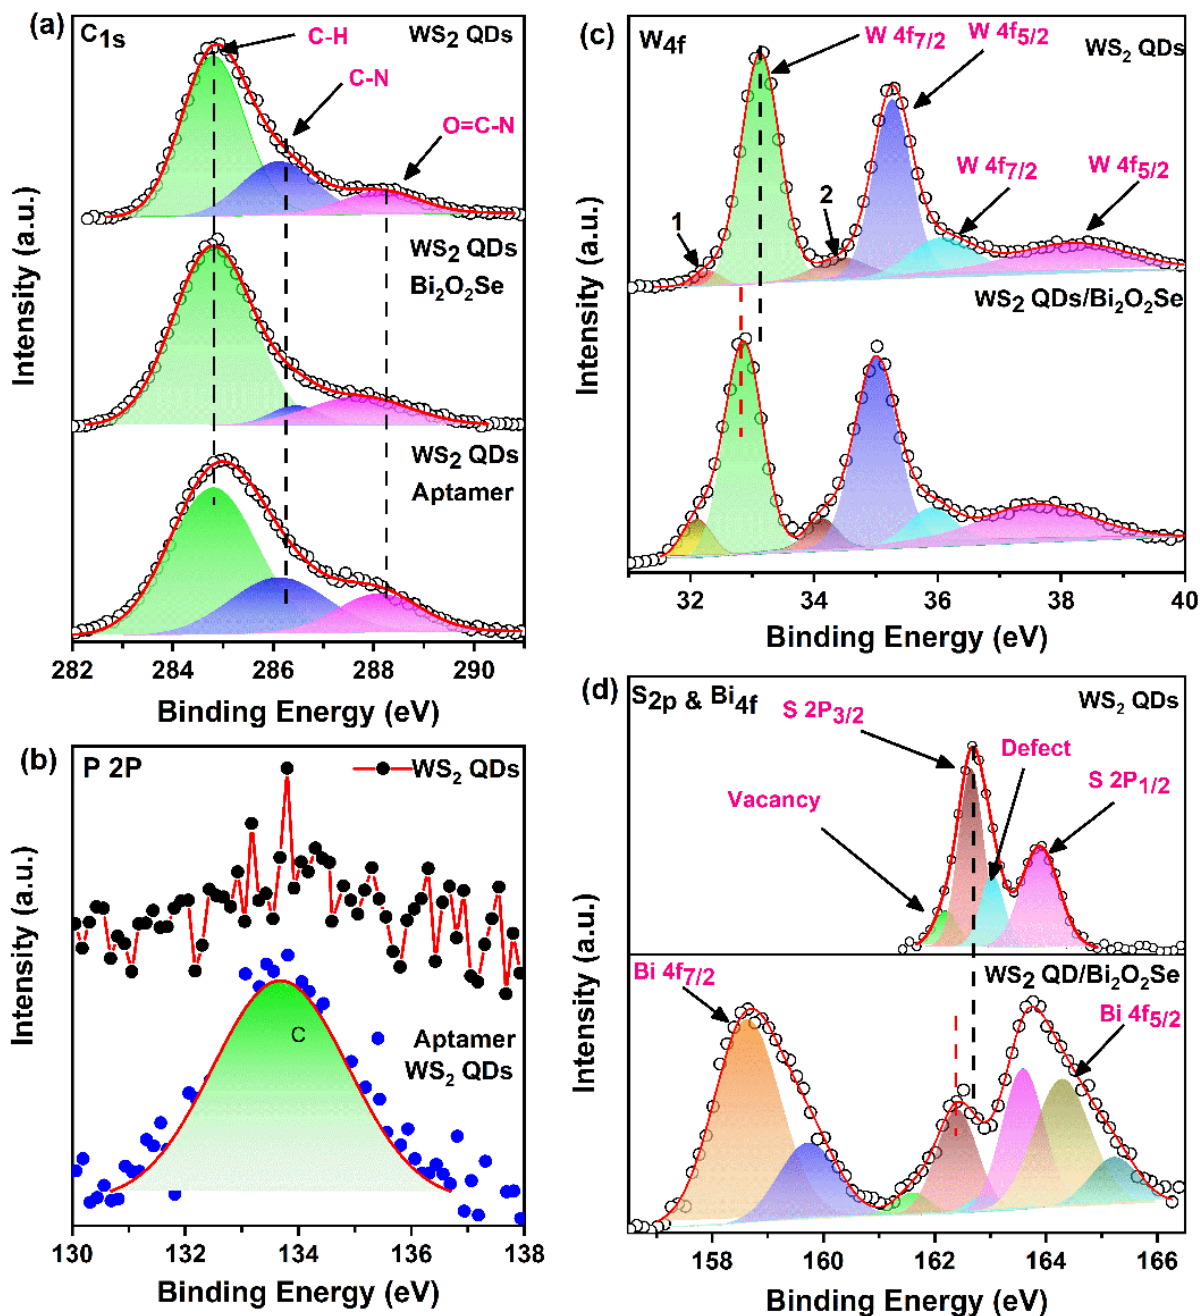 (a)
C1s
WS2 QDs
C-H
C-N
O=C-N
WS2 QDs
Bi2O2Se
WS2 QDs
Aptamer
Intensity (a.u.)
282 284 286 288 290
Binding Energy (eV)
(b)
P 2P
WS2 QDs
C
Aptamer
WS2 QDs
Intensity (a.u.)
130 132 134 136 138
Binding Energy (eV)
(c)
W4f
W 4f7/2
W 4f5/2
WS2 QDs
W 4f7/2
W 4f5/2
1
2
WS2 QDs/Bi2O2Se
Intensity (a.u.)
32 34 36 38 40
Binding Energy (eV)
(d)
S2p & Bi4f
WS2 QDs
S 2P3/2
Defect
S 2P1/2
Vacancy
Bi 4f7/2
WS2 QD/Bi2O2Se
Bi 4f5/2
Intensity (a.u.)
158 160 162 164 166
Binding Energy (eV)